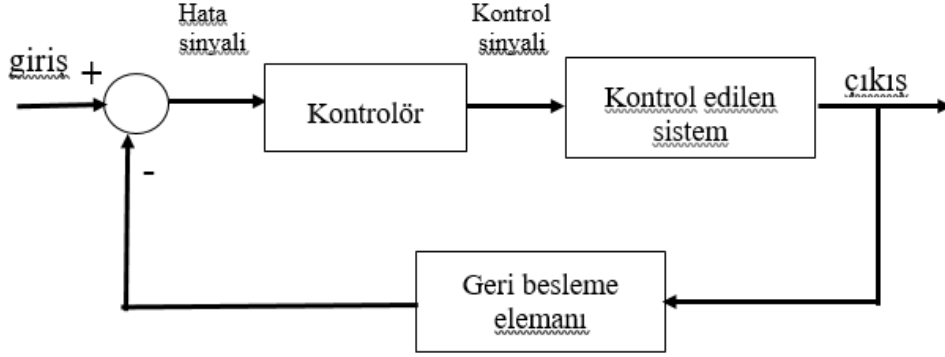 Hata
sinyali
Kontrol
sinyali
giriş
+
Kontrolör
Kontrol edilen
sistem
çıkış
-
Geri besleme
elemanı